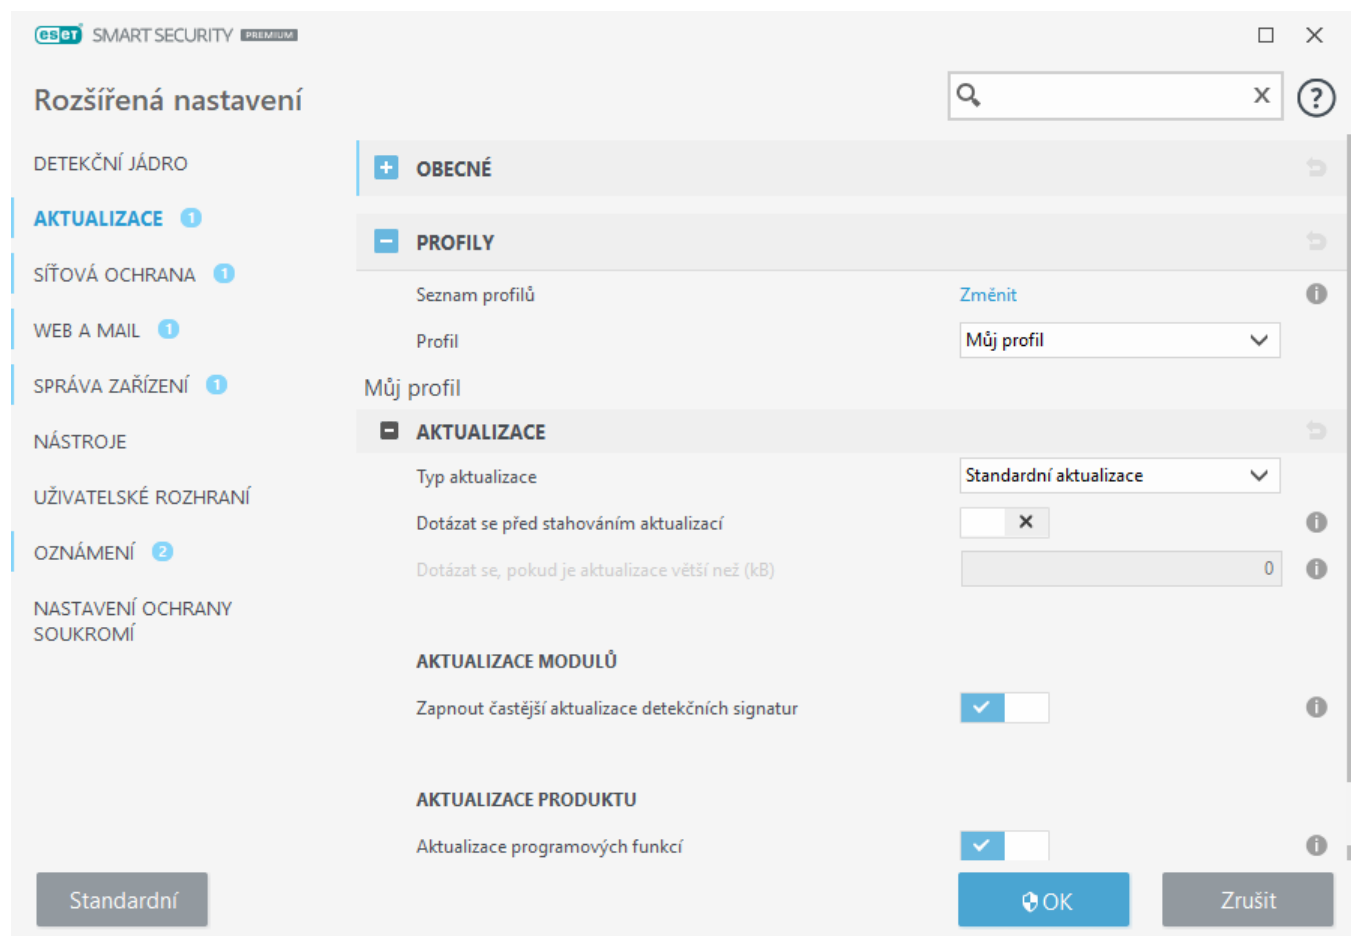 eset SMART SECURITY PREMIUM
Rozšířená nastavení
DETEKČNÍ JÁDRO
AKTUALIZACE 1
SÍŤOVÁ OCHRANA 1
WEB A MAIL 1
SPRÁVA ZAŘÍZENÍ 1
NÁSTROJE
UŽIVATELSKÉ ROZHRANÍ
OZNÁMENÍ 2
NASTAVENÍ OCHRANY
SOUKROMÍ
OBECNÉ
PROFILY
Seznam profilů Změnit
Profil Můj profil
Můj profil
AKTUALIZACE
Typ aktualizace Standardní aktualizace
Dotázat se před stahováním aktualizací
Dotázat se, pokud je aktualizace větší než (kB) 0
AKTUALIZACE MODULŮ
Zapnout častější aktualizace detekčních signatur
AKTUALIZACE PRODUKTU
Aktualizace programových funkcí
Standardní OK Zrušit